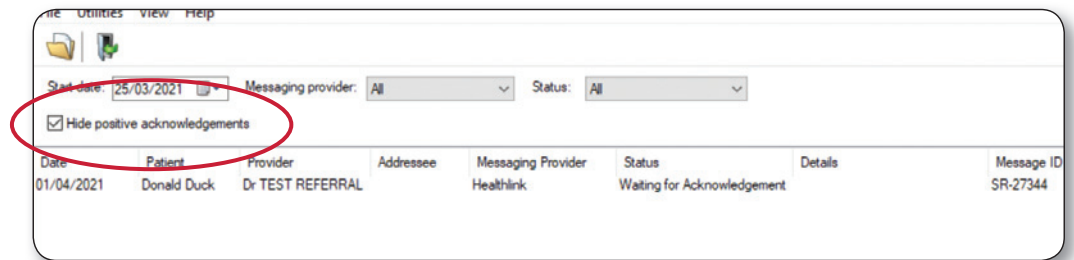 File Utilities View Help
Start date: 25/03/2021 Messaging provider: All Status: All
Hide positive acknowledgements
Date Patient Provider Addressee Messaging Provider Status Details Message ID
01/04/2021 Donald Duck Dr TEST REFERRAL Healthlink Waiting for Acknowledgement SR-27344